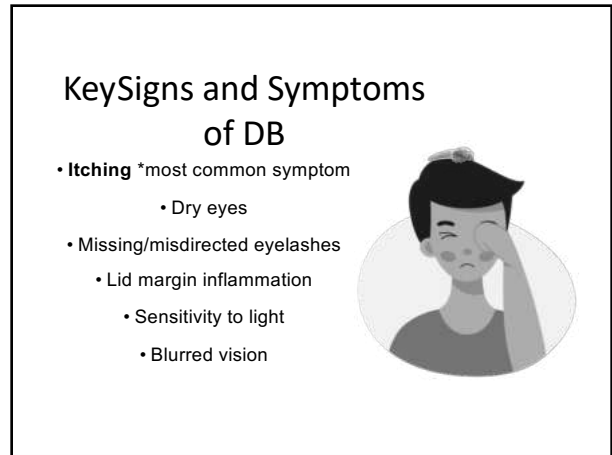 KeySigns and Symptoms
of DB
• Itching *most common symptom
• Dry eyes
• Missing/misdirected eyelashes
• Lid margin inflammation
• Sensitivity to light
• Blurred vision